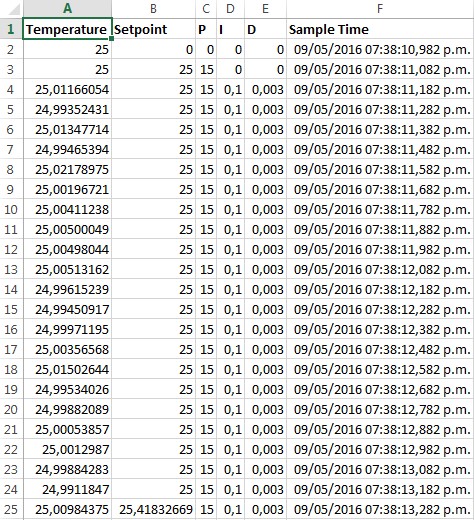 A B C D E F
1 Temperature Setpoint P I D Sample Time
2 25 0 0 0 0 09/05/2016 07:38:10,982 p.m.
3 25 25 15 0 0 09/05/2016 07:38:11,082 p.m.
4 25,01166054 25 15 0,1 0,003 09/05/2016 07:38:11,182 p.m.
5 24,99352431 25 15 0,1 0,003 09/05/2016 07:38:11,282 p.m.
6 25,01347714 25 15 0,1 0,003 09/05/2016 07:38:11,382 p.m.
7 24,99465394 25 15 0,1 0,003 09/05/2016 07:38:11,482 p.m.
8 25,02178975 25 15 0,1 0,003 09/05/2016 07:38:11,582 p.m.
9 25,00196721 25 15 0,1 0,003 09/05/2016 07:38:11,682 p.m.
10 25,00411238 25 15 0,1 0,003 09/05/2016 07:38:11,782 p.m.
11 25,00500049 25 15 0,1 0,003 09/05/2016 07:38:11,882 p.m.
12 25,00498044 25 15 0,1 0,003 09/05/2016 07:38:11,982 p.m.
13 25,00513162 25 15 0,1 0,003 09/05/2016 07:38:12,082 p.m.
14 24,99615239 25 15 0,1 0,003 09/05/2016 07:38:12,182 p.m.
15 24,99450917 25 15 0,1 0,003 09/05/2016 07:38:12,282 p.m.
16 24,99971195 25 15 0,1 0,003 09/05/2016 07:38:12,382 p.m.
17 25,00356568 25 15 0,1 0,003 09/05/2016 07:38:12,482 p.m.
18 25,01502644 25 15 0,1 0,003 09/05/2016 07:38:12,582 p.m.
19 24,99534026 25 15 0,1 0,003 09/05/2016 07:38:12,682 p.m.
20 24,99882089 25 15 0,1 0,003 09/05/2016 07:38:12,782 p.m.
21 25,00053857 25 15 0,1 0,003 09/05/2016 07:38:12,882 p.m.
22 25,0012987 25 15 0,1 0,003 09/05/2016 07:38:12,982 p.m.
23 24,99884283 25 15 0,1 0,003 09/05/2016 07:38:13,082 p.m.
24 24,9911847 25 15 0,1 0,003 09/05/2016 07:38:13,182 p.m.
25 25,00984375 25,41832669 15 0,1 0,003 09/05/2016 07:38:13,282 p.m.